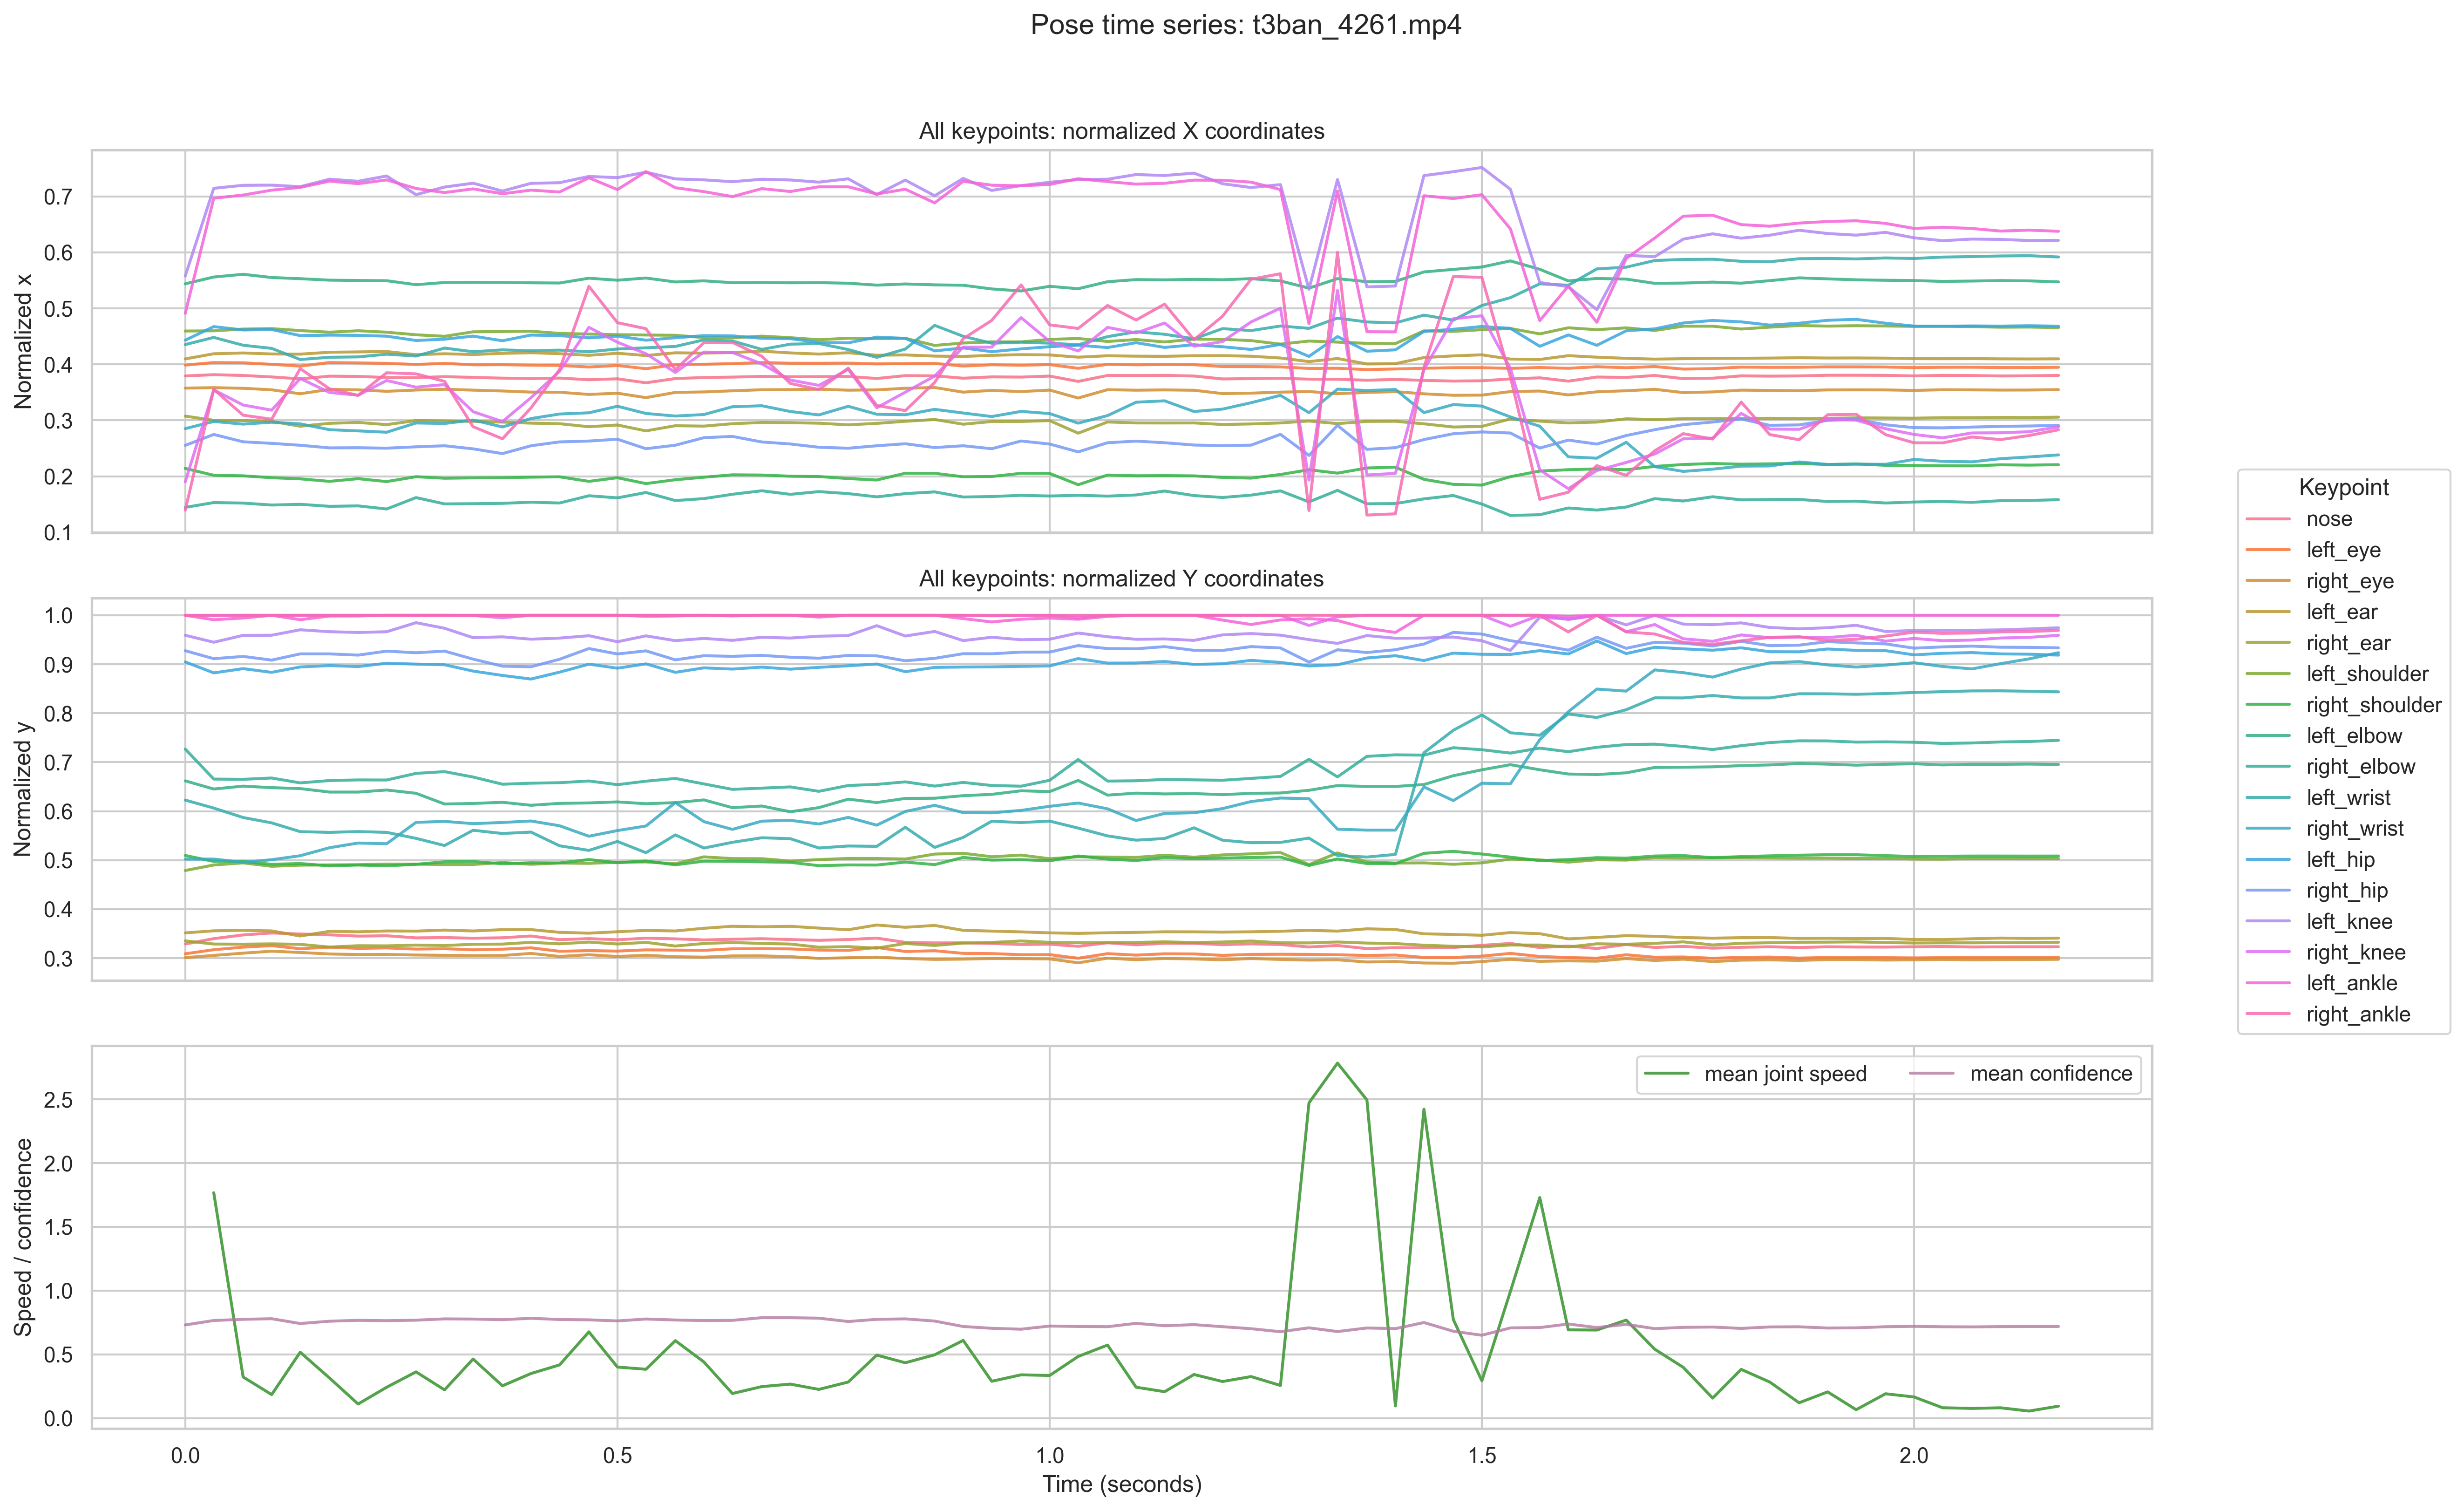 Pose time series: t3ban_4261.mp4
All keypoints: normalized X coordinates
Normalized x
0.7
0.6
0.5
0.4
0.3
0.2
0.1
All keypoints: normalized Y coordinates
Normalized y
1.0
0.9
0.8
0.7
0.6
0.5
0.4
0.3
Keypoint
nose
left_eye
right_eye
left_ear
right_ear
left_shoulder
right_shoulder
left_elbow
right_elbow
left_wrist
right_wrist
left_hip
right_hip
left_knee
right_knee
left_ankle
right_ankle
mean joint speed
mean confidence
Speed / confidence
2.5
2.0
1.5
1.0
0.5
0.0
0.0 0.5 1.0 1.5 2.0
Time (seconds)